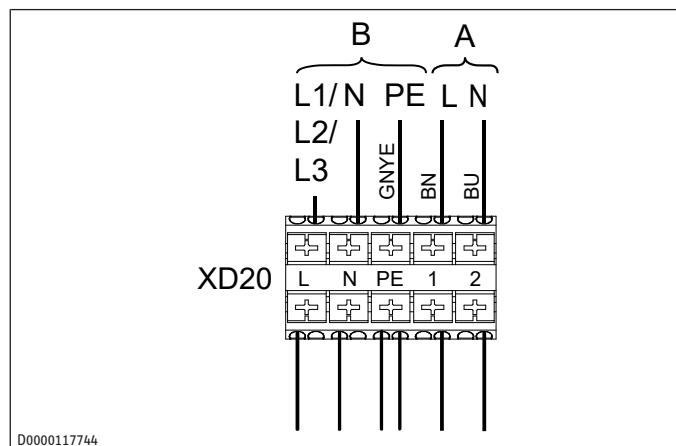 B A
L1/ N PE L N
L2/
L3
GNYE BN BU
XD20 L N PE 1 2
D0000117744